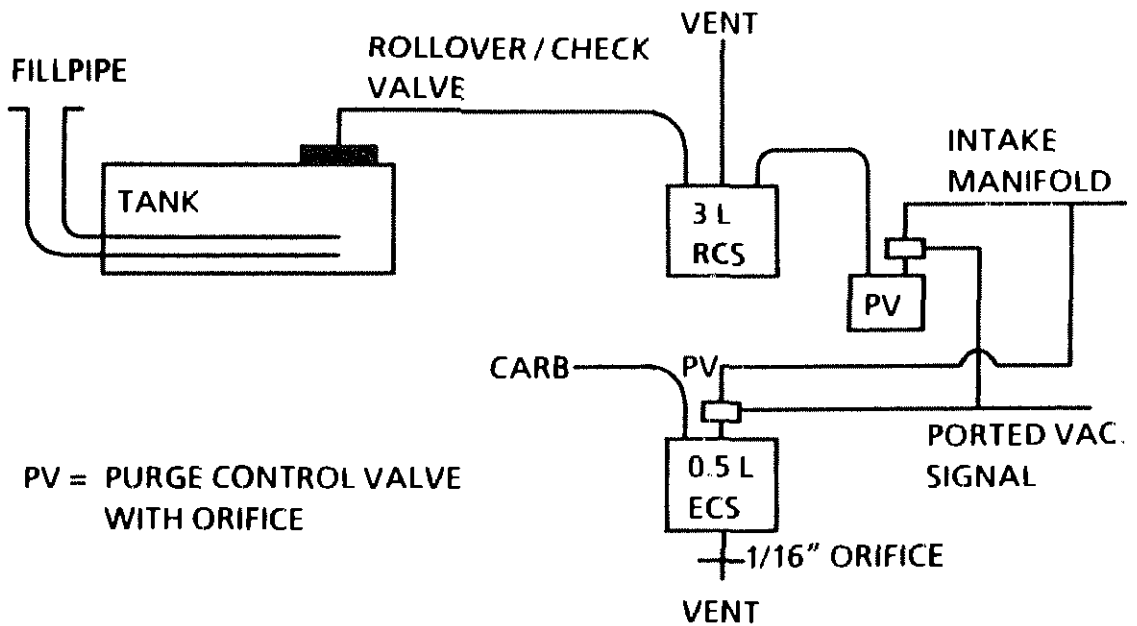 VENT
ROLLOVER / CHECK
VALVE
FILLPIPE
TANK
INTAKE
MANIFOLD
3 L
RCS
PV
CARB
PV
PORTED VAC.
SIGNAL
0.5 L
ECS
PV = PURGE CONTROL VALVE
WITH ORIFICE
1/16" ORIFICE
VENT